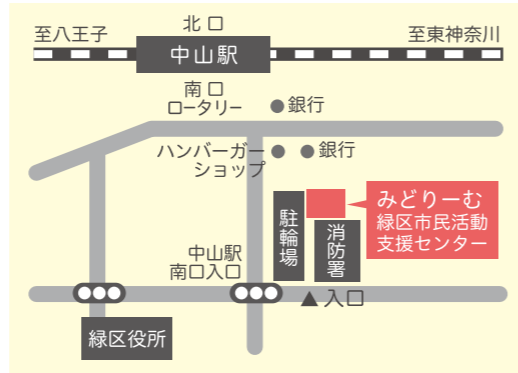 北口
至八王子
至東神奈川
中山駅
南口
ロータリー
●銀行
ハンバーガー●
ショップ
●銀行
みどりーむ
緑区市民活動
支援センター
駐輪場
消防署
中山駅
南口入口
▲入口
緑区役所